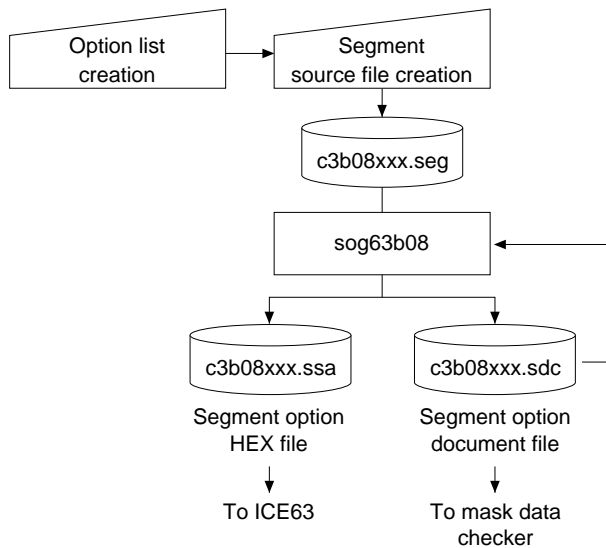 Option list
creation
Segment
source file creation
c3b08xxx.seg
sog63b08
c3b08xxx.ssa
c3b08xxx.sdc
Segment option
HEX file
Segment option
document file
To ICE63
To mask data
checker